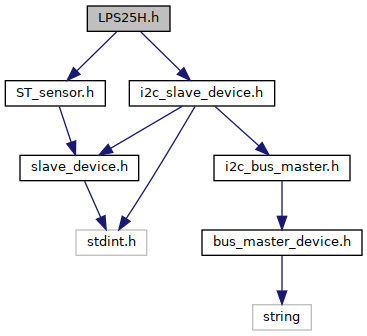 LPS25H.h
ST_sensor.h
i2c_slave_device.h
slave_device.h
i2c_bus_master.h
stdint.h
bus_master_device.h
string